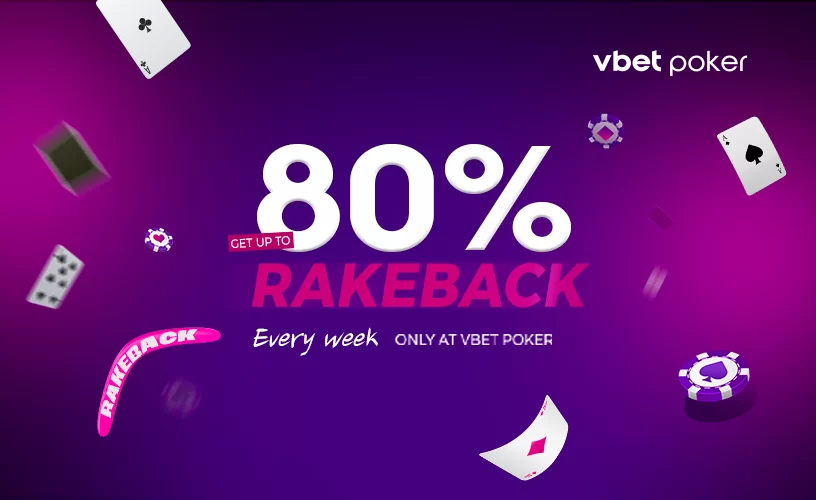 vbet poker
80%
GET UP TO
RAKEBACK
Every week ONLY AT VBET POKER
RAKEBACK
A
A